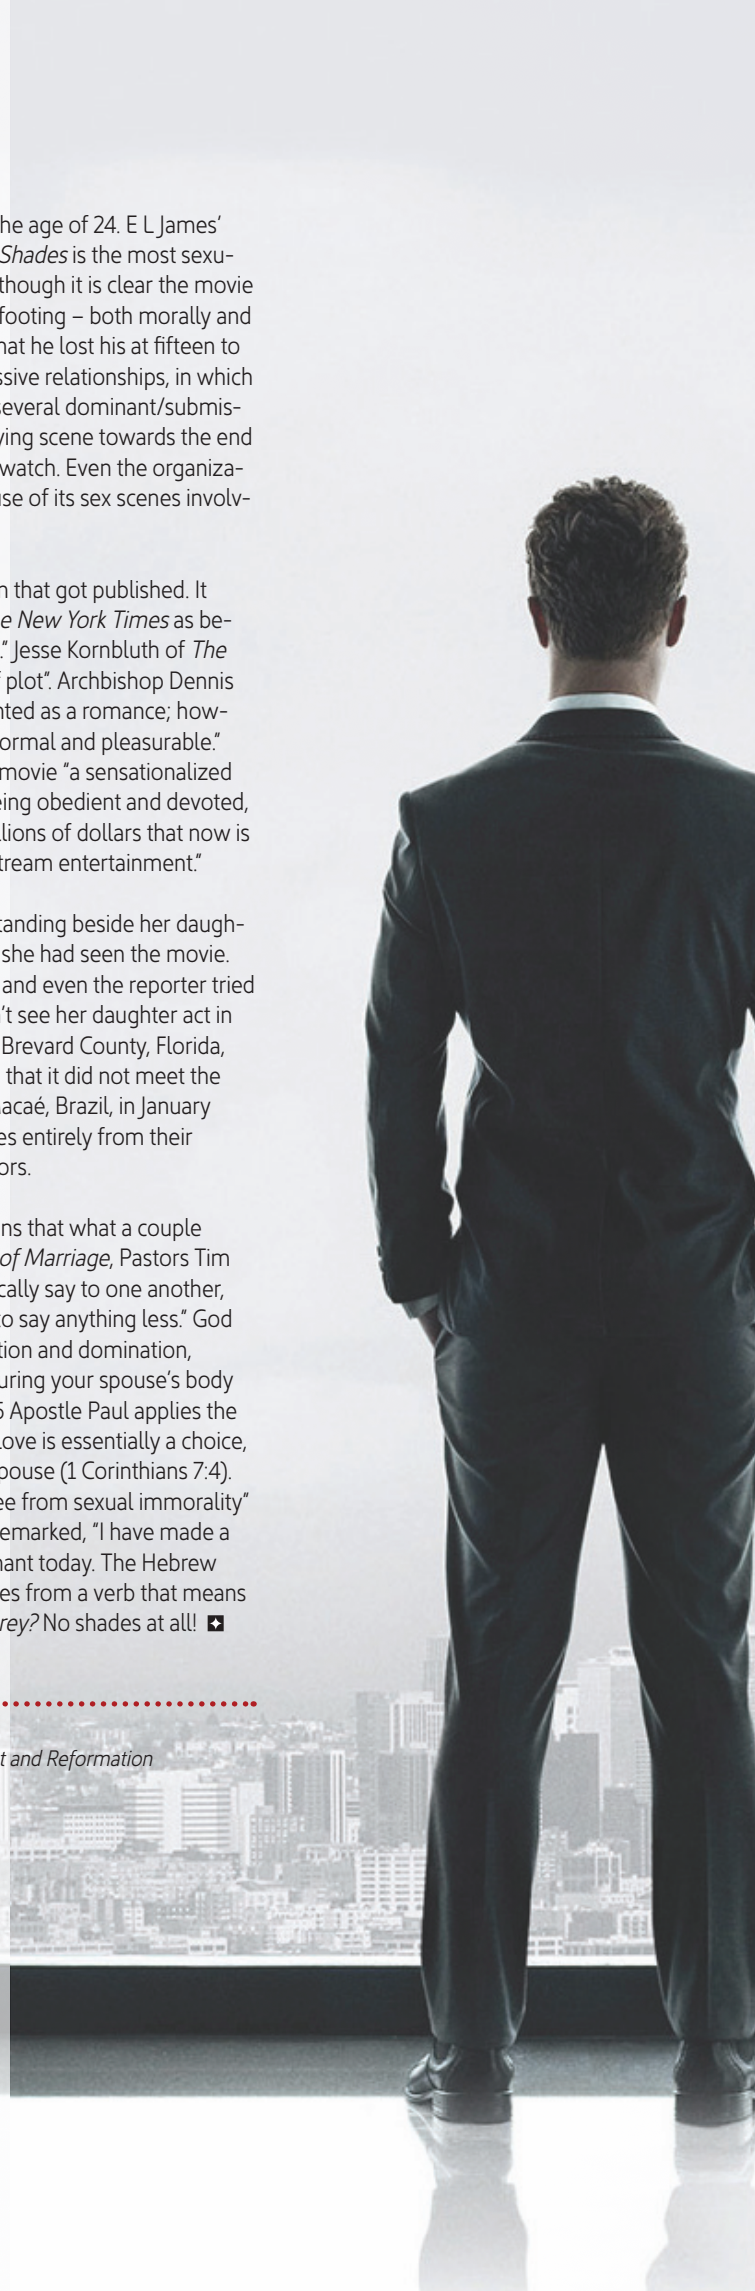 he age of 24. E L James'
Shades is the most sexu-
though it is clear the movie
footing – both morally and
hat he lost his at fifteen to
ssive relationships, in which
several dominant/submis-
ying scene towards the end
watch. Even the organiza-
use of its sex scenes involv-
n that got published. It
e New York Times as be-
." Jesse Kornbluth of The
f plot". Archbishop Dennis
nted as a romance; how-
ormal and pleasurable."
movie "a sensationalized
eing obedient and devoted,
llions of dollars that now is
tream entertainment."
tanding beside her daugh-
she had seen the movie.
and even the reporter tried
't see her daughter act in
Brevard County, Florida,
that it did not meet the
acaé, Brazil, in January
es entirely from their
ors.
ns that what a couple
of Marriage, Pastors Tim
cally say to one another,
to say anything less." God
tion and domination,
uring your spouse's body
5 Apostle Paul applies the
love is essentially a choice,
pouse (1 Corinthians 7:4).
ee from sexual immorality"
emarked, "I have made a
nant today. The Hebrew
es from a verb that means
rey? No shades at all!
t and Reformation